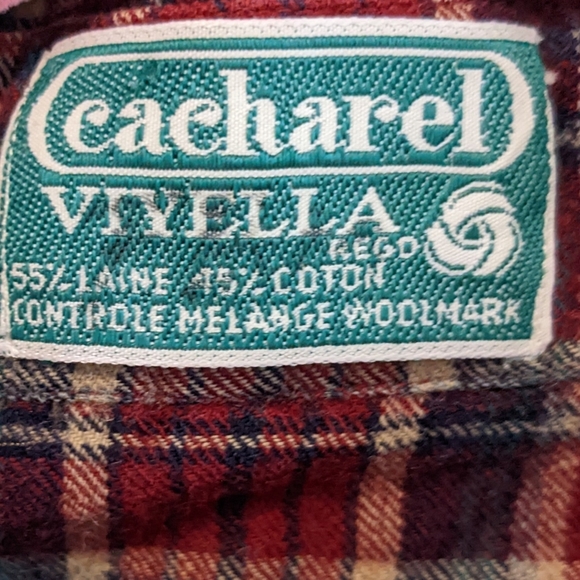 cacharel
VIYELLA
REGD
55% LAINE 45% COTON
CONTROLE MELANGE WOOLMARK